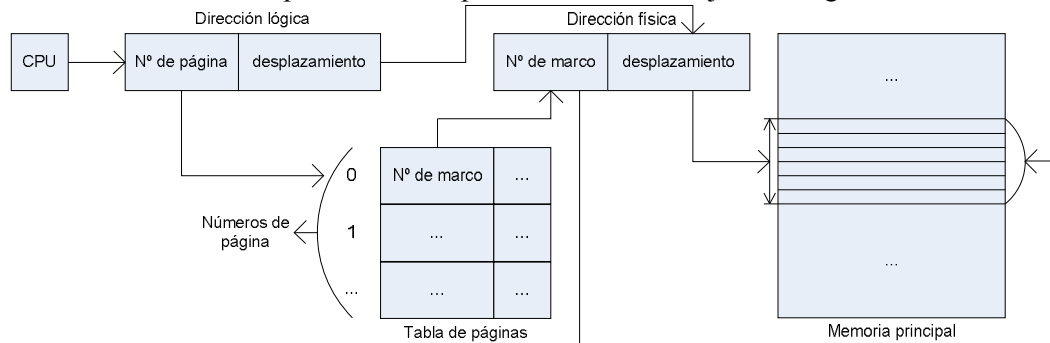 Dirección lógica
Dirección física
CPU
Nº de página
desplazamiento
Nº de marco
desplazamiento
...
0
Nº de marco
...
Números de
página
1
...
...
...
...
...
...
Tabla de páginas
Memoria principal